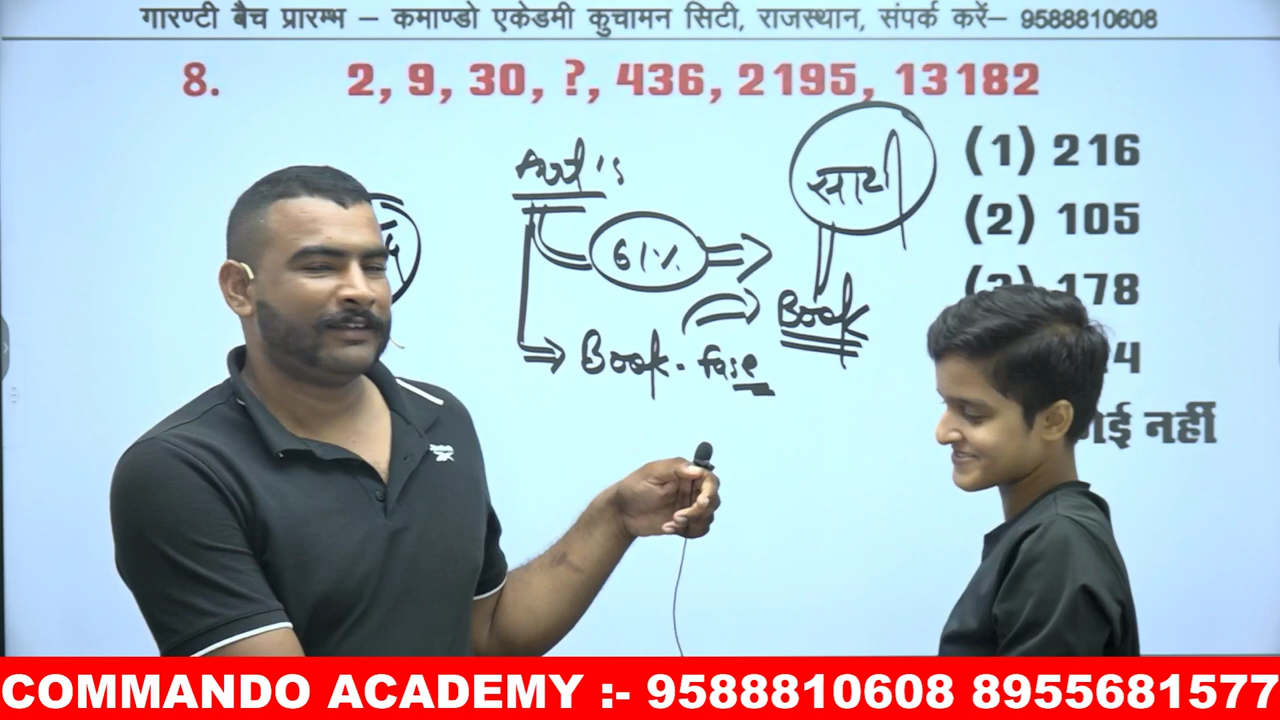 गारण्टी बैच प्रारम्भ – कमाण्डो एकेडमी कुचामन सिटी, राजस्थान, संपर्क करें– 9588810608
8. 2, 9, 30, ?, 436, 2195, 13182
(1) 216
(2) 105
178
4
नहीं
61%
साथी
Book
Book. fase
COMMANDO ACADEMY :- 9588810608 8955681577